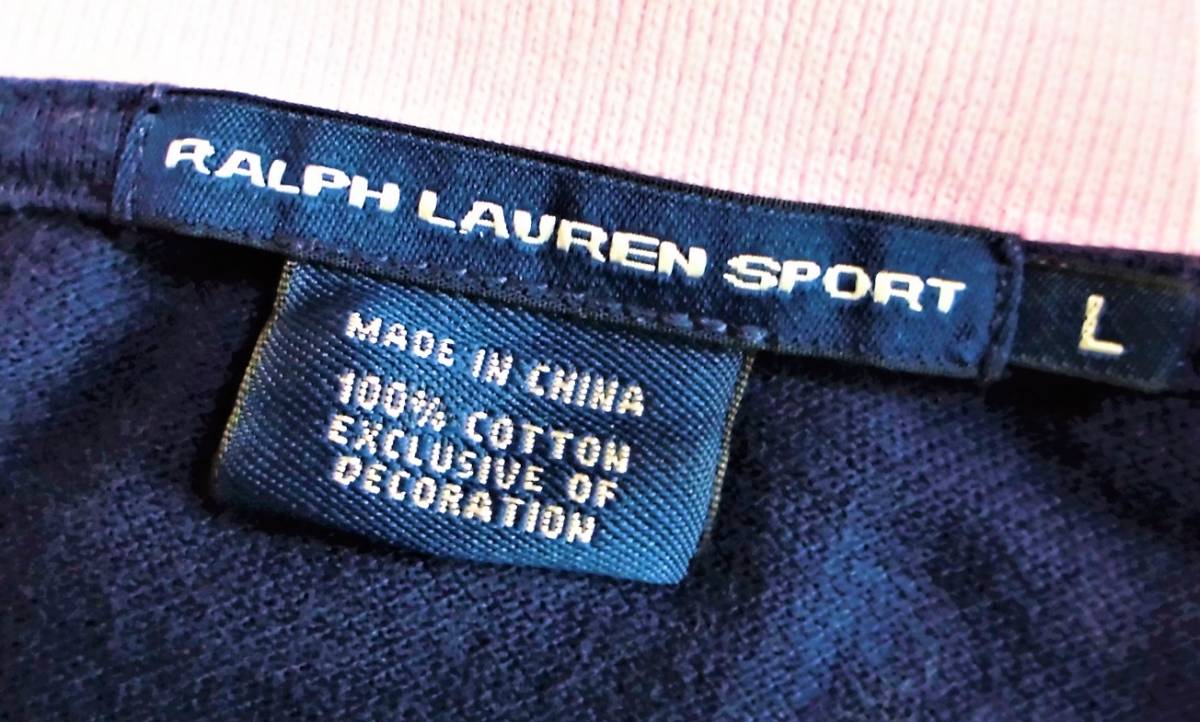 RALPH LAUREN SPORT
L
MADE IN CHINA
100% COTTON
EXCLUSIVE OF
DECORATION